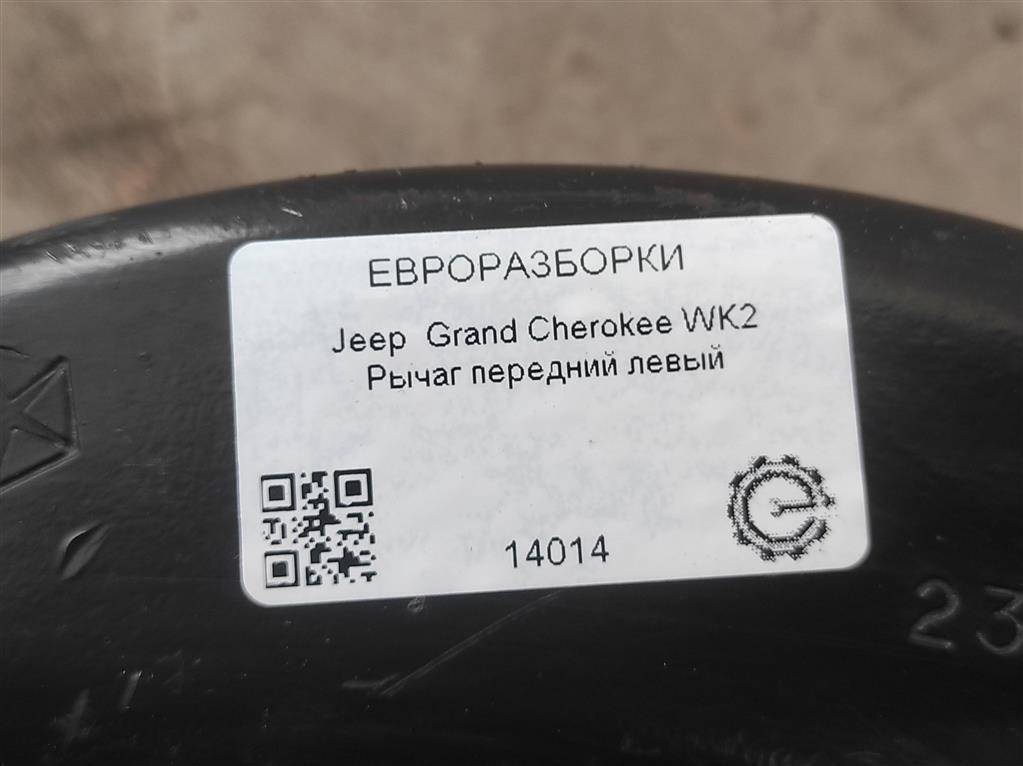 ЕВРОРАЗБОРКИ
Jeep Grand Cherokee WK2
Рычаг передний левый
14014
23